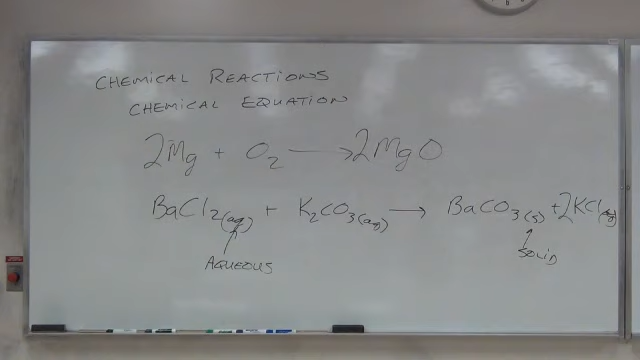 CHEMICAL REACTIONS
CHEMICAL EQUATION
2Mg + O₂ → 2MgO
BaCl₂(aq) + K₂CO₃(aq) → BaCO₃(s) + 2KCl(aq)
AQUEOUS
SOLID